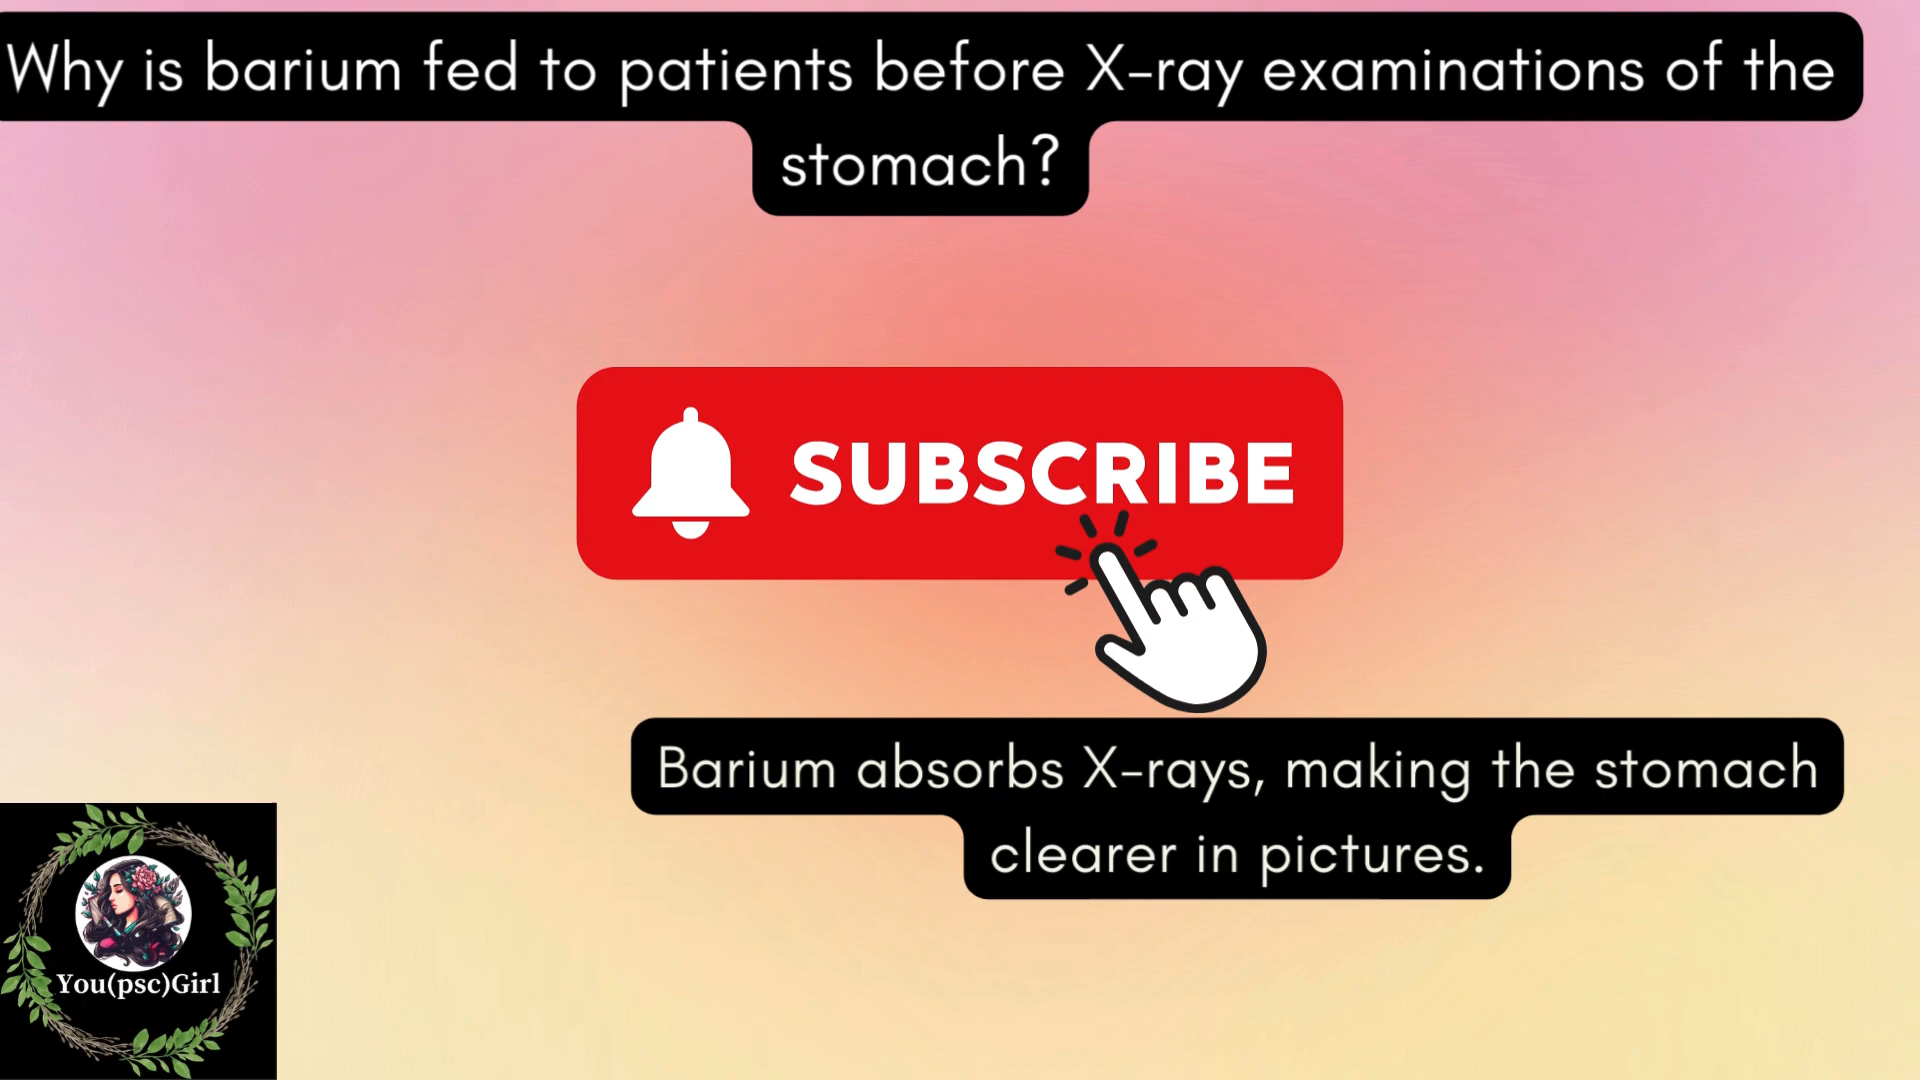 Why is barium fed to patients before X-ray examinations of the
stomach?
SUBSCRIBE
Barium absorbs X-rays, making the stomach
clearer in pictures.
You(psc)Girl